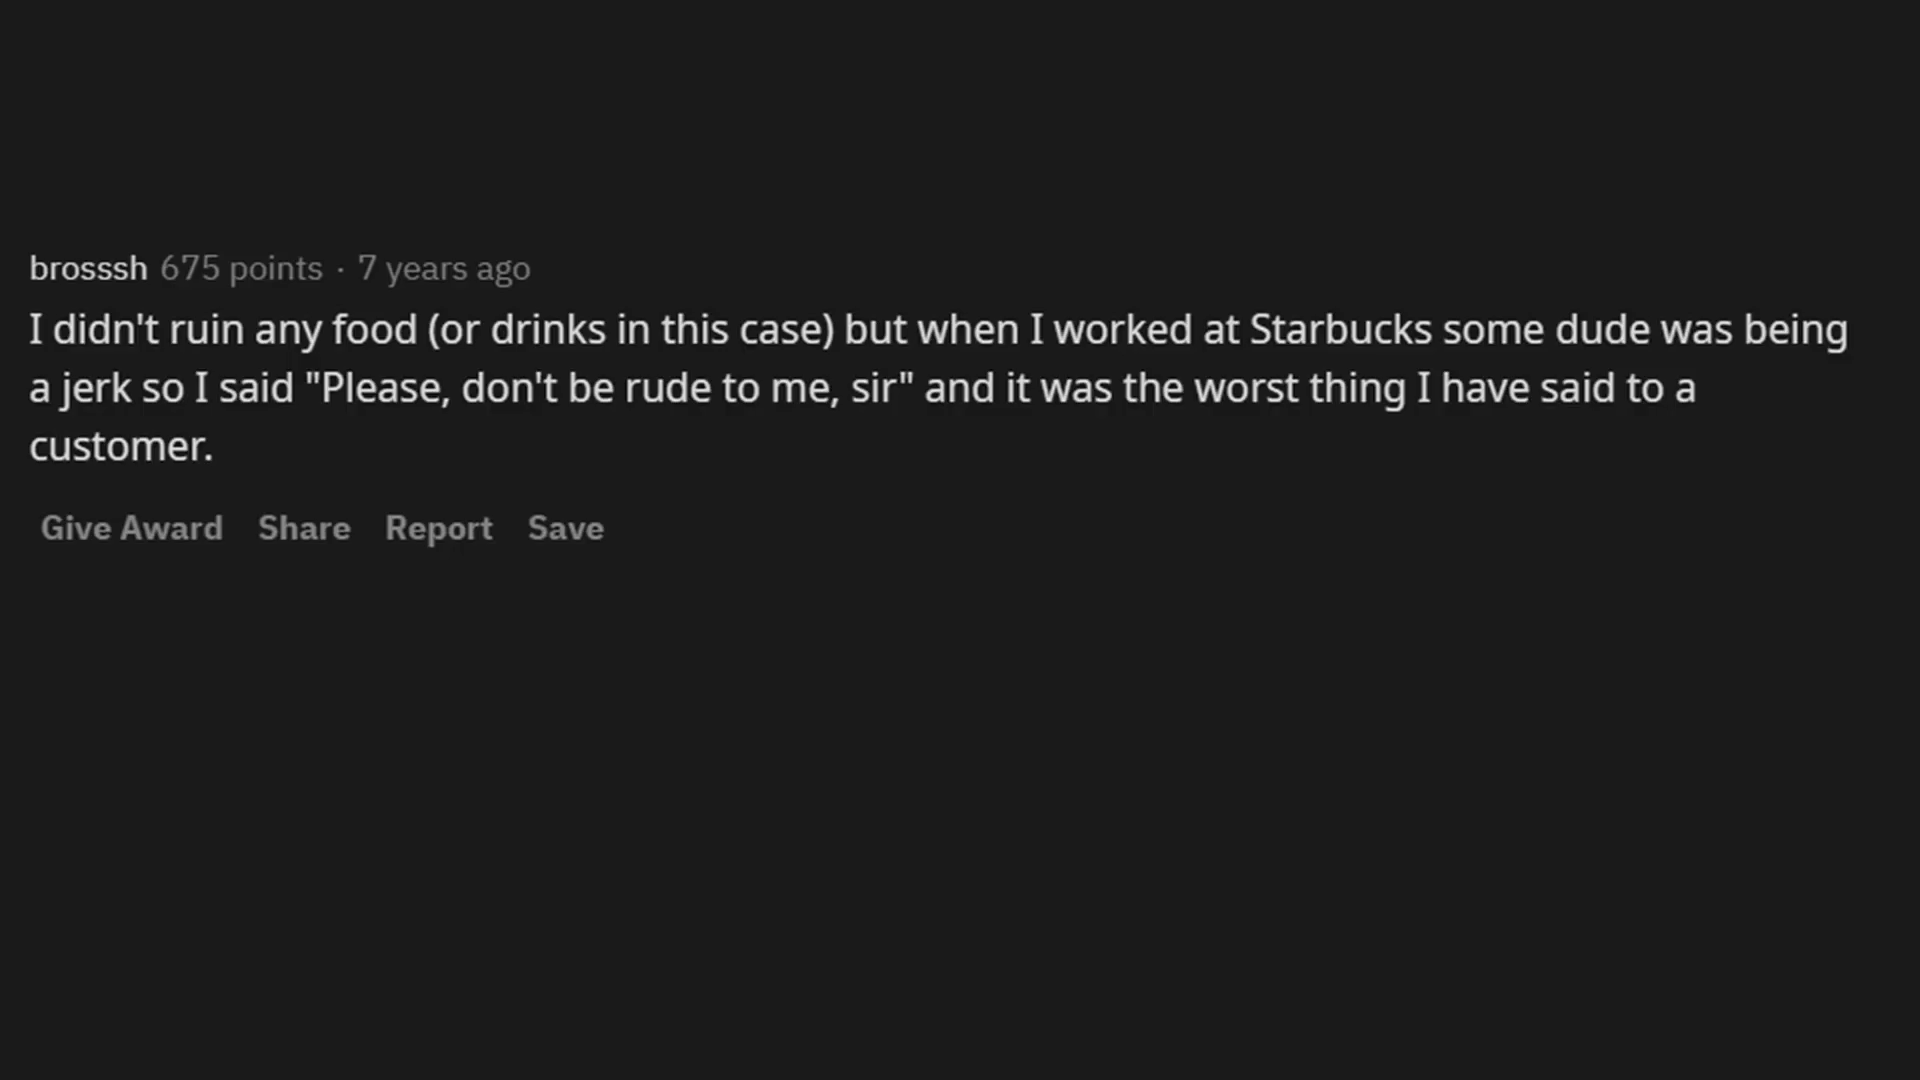 brosssh 675 points · 7 years ago
I didn't ruin any food (or drinks in this case) but when I worked at Starbucks some dude was being
a jerk so I said "Please, don't be rude to me, sir" and it was the worst thing I have said to a
customer.
Give Award Share Report Save